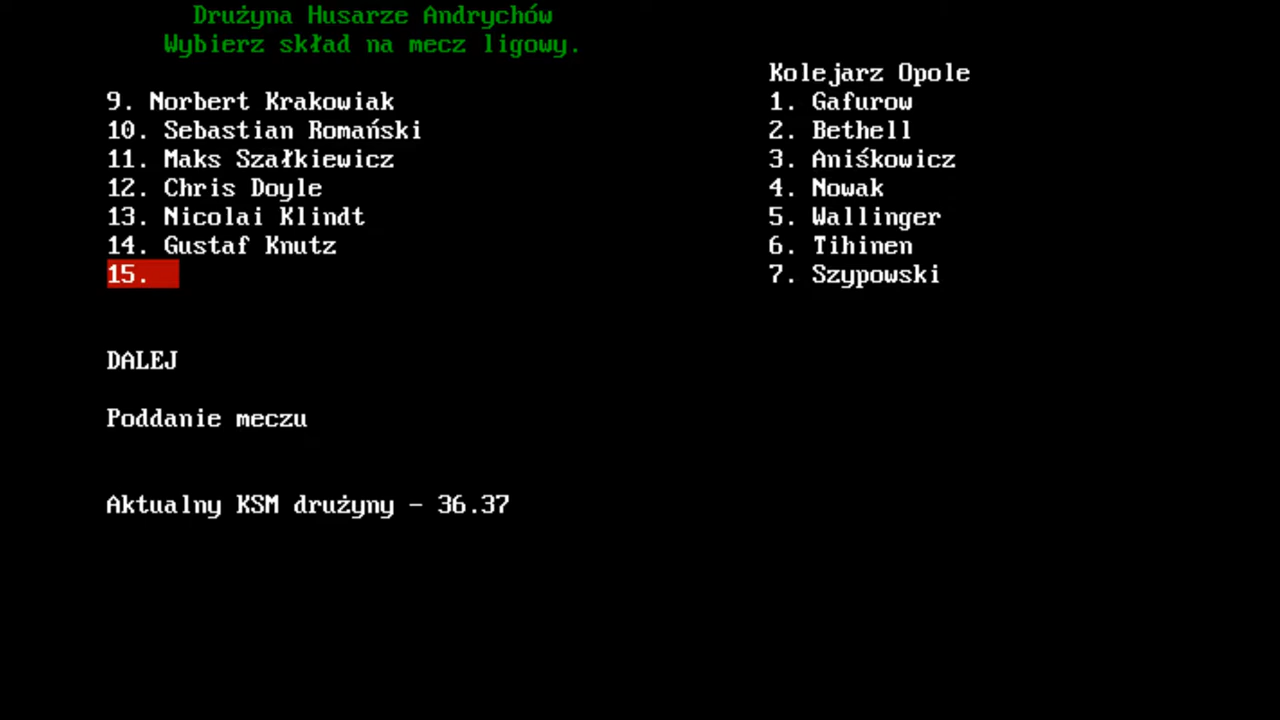 Drużyna Husarze Andrychów
Wybierz skład na mecz ligowy.
9. Norbert Krakowiak
10. Sebastian Romański
11. Maks Szałkiewicz
12. Chris Doyle
13. Nicolai Klindt
14. Gustaf Knutz
15.
DALEJ
Poddanie meczu
Aktualny KSM drużyny - 36.37
Kolejarz Opole
1. Gafurow
2. Bethell
3. Aniśkowicz
4. Nowak
5. Wallinger
6. Tihinen
7. Szypowski